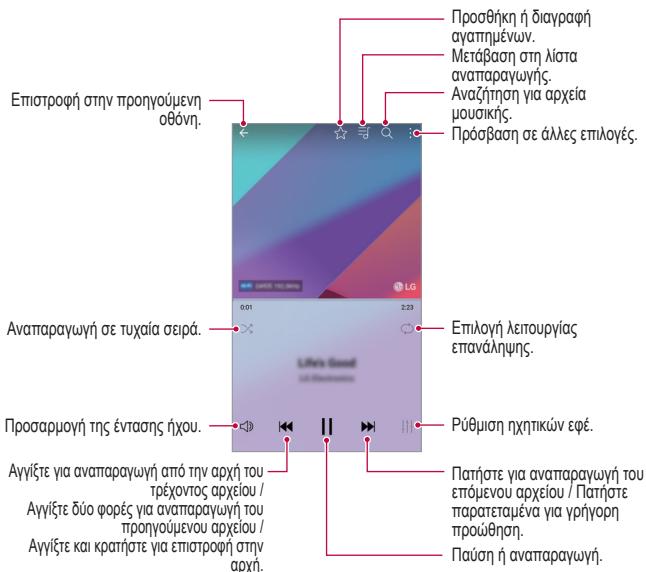 Προσθήκη ή διαγραφή
αγαπημένων.
Μετάβαση στη λίστα
αναπαραγωγής.
Αναζήτηση για αρχεία
μουσικής.
Πρόσβαση σε άλλες επιλογές.
Επιστροφή στην προηγούμενη
οθόνη.
LG
0:01
2:23
Αναπαραγωγή σε τυχαία σειρά.
Επιλογή λειτουργίας
επανάληψης.
Life's Good
LG Electronics
Προσαρμογή της έντασης ήχου.
Ρύθμιση ηχητικών εφέ.
Αγγίξτε για αναπαραγωγή από την αρχή του
τρέχοντος αρχείου /
Αγγίξτε δύο φορές για αναπαραγωγή του
προηγούμενου αρχείου /
Αγγίξτε και κρατήστε για επιστροφή στην
αρχή.
Πατήστε για αναπαραγωγή του
επόμενου αρχείου / Πατήστε
παρατεταμένα για γρήγορη
προώθηση.
Παύση ή αναπαραγωγή.